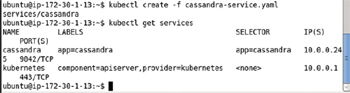 ubuntu@ip-172-30-1-13:~$ kubectl create -f cassandra-service.yaml
services/cassandra
ubuntu@ip-172-30-1-13:~$ kubectl get services
NAME LABELS SELECTOR IP(S)
PORT(S)
cassandra app=cassandra app=cassandra 10.0.0.24
5 9042/TCP
kubernetes component=apiserver,provider=kubernetes <none> 10.0.0.1
443/TCP
ubuntu@ip-172-30-1-13:~$